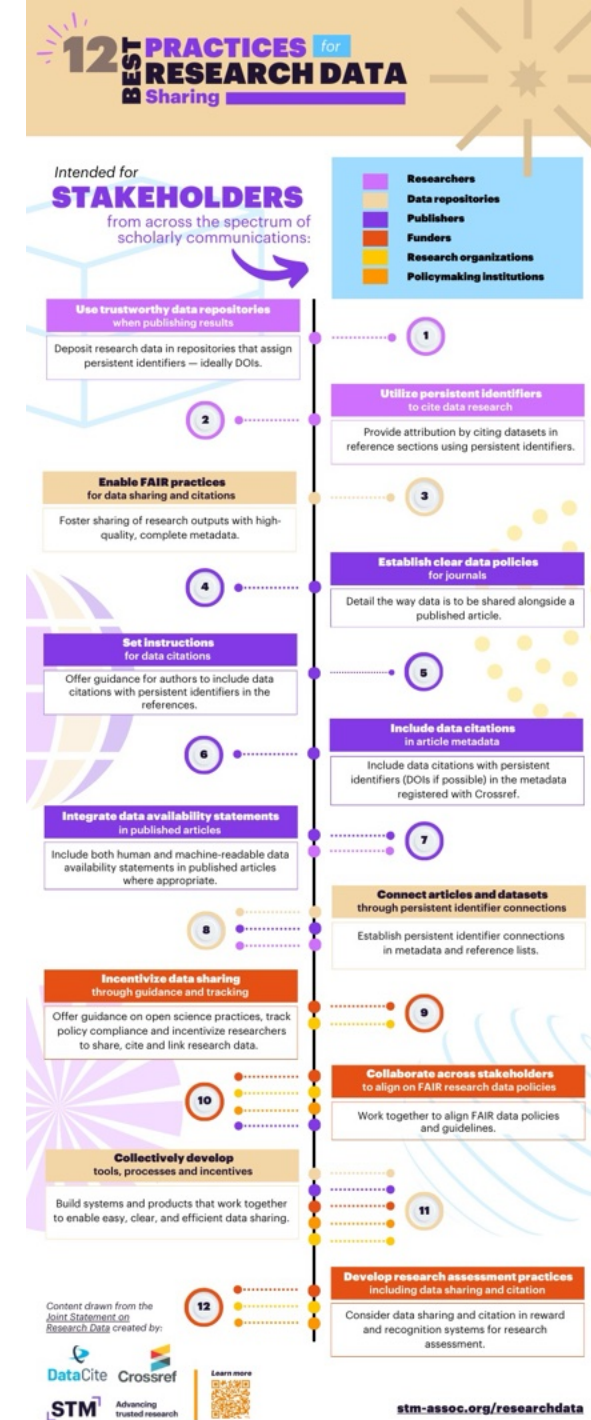 12 BEST PRACTICES for
RESEARCH DATA
Sharing
Intended for
STAKEHOLDERS
from across the spectrum of
scholarly communications:
Researchers
Data repositories
Publishers
Funders
Research organizations
Policymaking institutions
Use trustworthy data repositories
when publishing results
Deposit research data in repositories that assign
persistent identifiers — ideally DOIs.
1
Utilize persistent identifiers
to cite data research
Provide attribution by citing datasets in
reference sections using persistent identifiers.
2
Enable FAIR practices
for data sharing and citations
Foster sharing of research outputs with high-
quality, complete metadata.
3
Establish clear data policies
for journals
Detail the way data is to be shared alongside a
published article.
4
Set instructions
for data citations
Offer guidance for authors to include data
citations with persistent identifiers in the
references.
5
Include data citations
in article metadata
Include data citations with persistent
identifiers (DOIs if possible) in the metadata
registered with Crossref.
6
Integrate data availability statements
in published articles
Include both human and machine-readable data
availability statements in published articles
where appropriate.
7
Connect articles and datasets
through persistent identifier connections
Establish persistent identifier connections
in metadata and reference lists.
8
Incentivize data sharing
through guidance and tracking
Offer guidance on open science practices, track
policy compliance and incentivize researchers
to share, cite and link research data.
9
Collaborate across stakeholders
to align on FAIR research data policies
Work together to align FAIR data policies
and guidelines.
10
Collectively develop
tools, processes and incentives
Build systems and products that work together
to enable easy, clear, and efficient data sharing.
11
Develop research assessment practices
including data sharing and citation
Consider data sharing and citation in reward
and recognition systems for research
assessment.
12
Content drawn from the
Joint Statement on
Research Data created by:
DataCite Crossref
STM Advancing
trusted research
Learn more
stm-assoc.org/researchdata